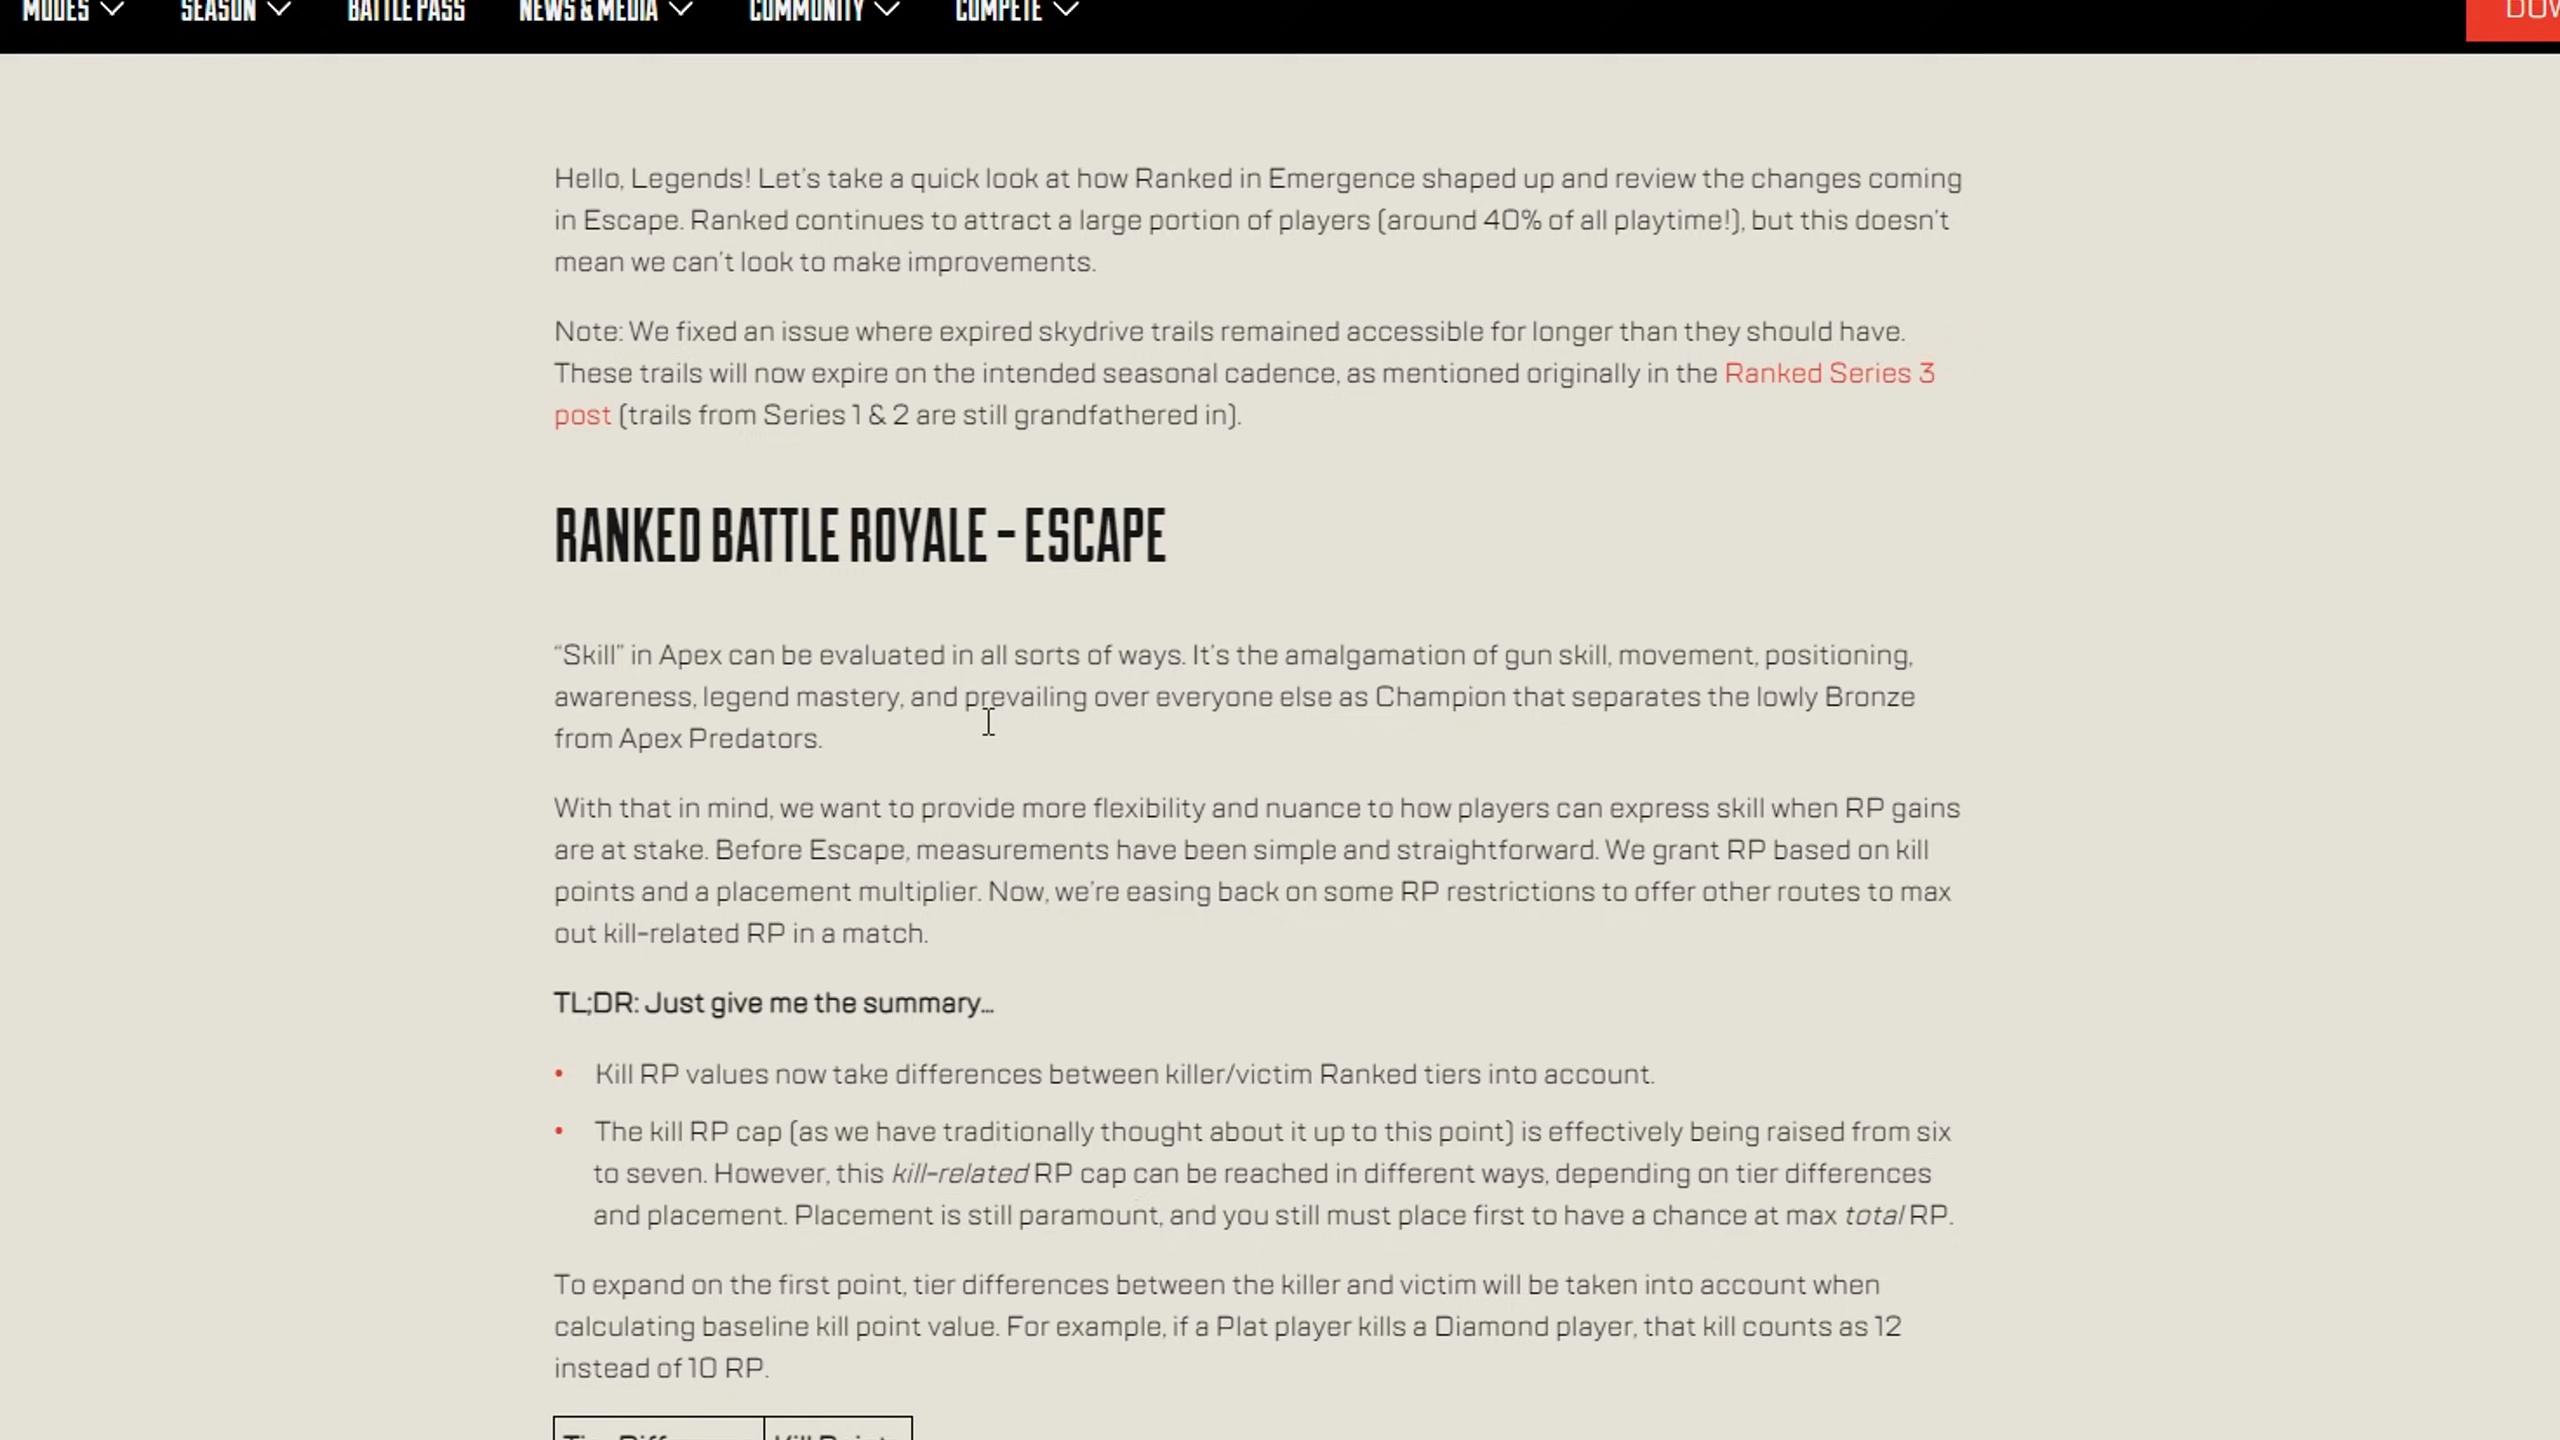 MODES SEASON BATTLE PASS NEWS & MEDIA COMMUNITY COMPETE
Hello, Legends! Let's take a quick look at how Ranked in Emergence shaped up and review the changes coming
in Escape. Ranked continues to attract a large portion of players (around 40% of all playtime!), but this doesn't
mean we can't look to make improvements.
Note: We fixed an issue where expired skydrive trails remained accessible for longer than they should have.
These trails will now expire on the intended seasonal cadence, as mentioned originally in the Ranked Series 3
post (trails from Series 1 & 2 are still grandfathered in).
RANKED BATTLE ROYALE – ESCAPE
“Skill” in Apex can be evaluated in all sorts of ways. It's the amalgamation of gun skill, movement, positioning,
awareness, legend mastery, and prevailing over everyone else as Champion that separates the lowly Bronze
from Apex Predators.
With that in mind, we want to provide more flexibility and nuance to how players can express skill when RP gains
are at stake. Before Escape, measurements have been simple and straightforward. We grant RP based on kill
points and a placement multiplier. Now, we're easing back on some RP restrictions to offer other routes to max
out kill-related RP in a match.
TL;DR: Just give me the summary…
• Kill RP values now take differences between killer/victim Ranked tiers into account.
• The kill RP cap (as we have traditionally thought about it up to this point) is effectively being raised from six
to seven. However, this kill-related RP cap can be reached in different ways, depending on tier differences
and placement. Placement is still paramount, and you still must place first to have a chance at max total RP.
To expand on the first point, tier differences between the killer and victim will be taken into account when
calculating baseline kill point value. For example, if a Plat player kills a Diamond player, that kill counts as 12
instead of 10 RP.